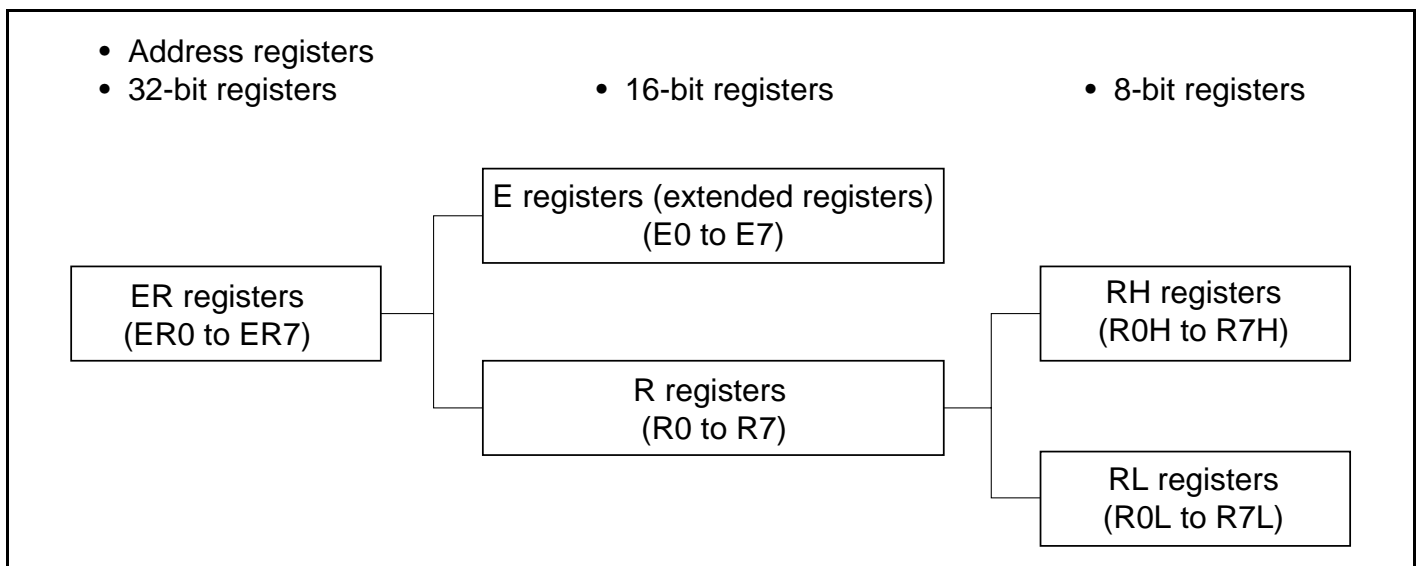 • Address registers
• 32-bit registers
• 16-bit registers
• 8-bit registers
E registers (extended registers)
(E0 to E7)
ER registers
(ER0 to ER7)
RH registers
(R0H to R7H)
R registers
(R0 to R7)
RL registers
(R0L to R7L)